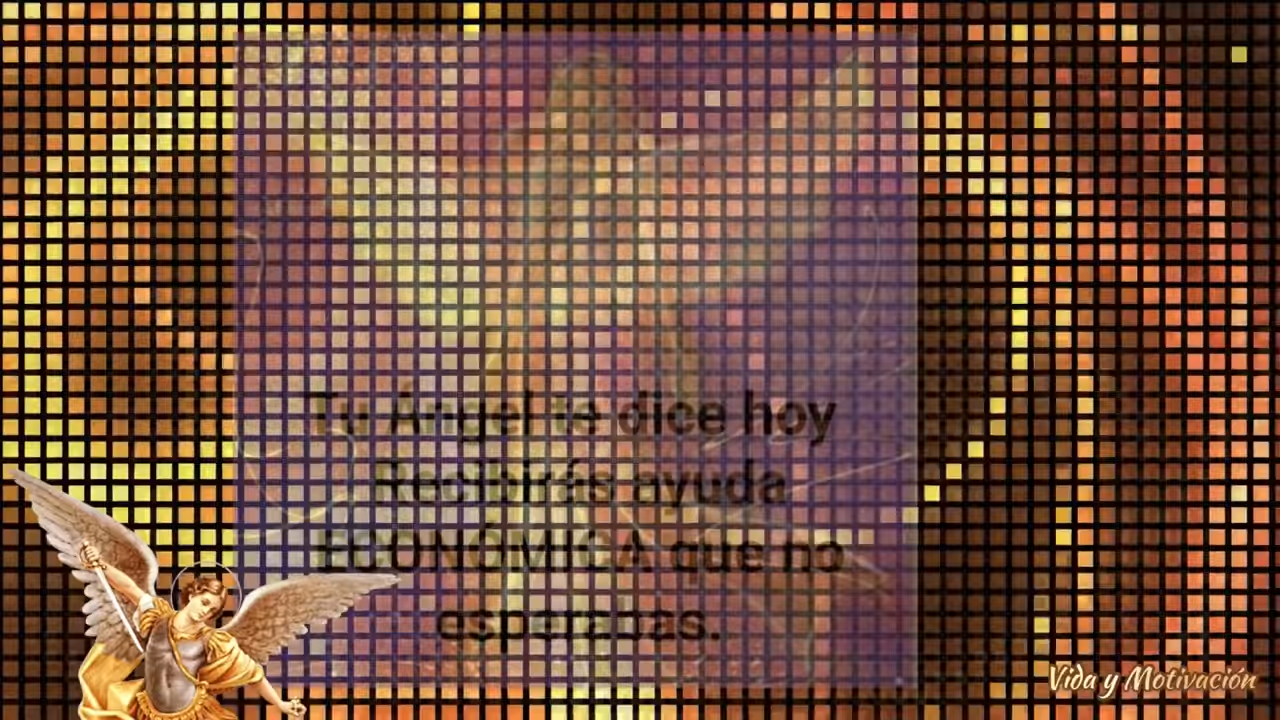 Tu Ángel te dice hoy
Recibirás ayuda
ECONÓMICA que no
esperabas.
Vida y Motivación